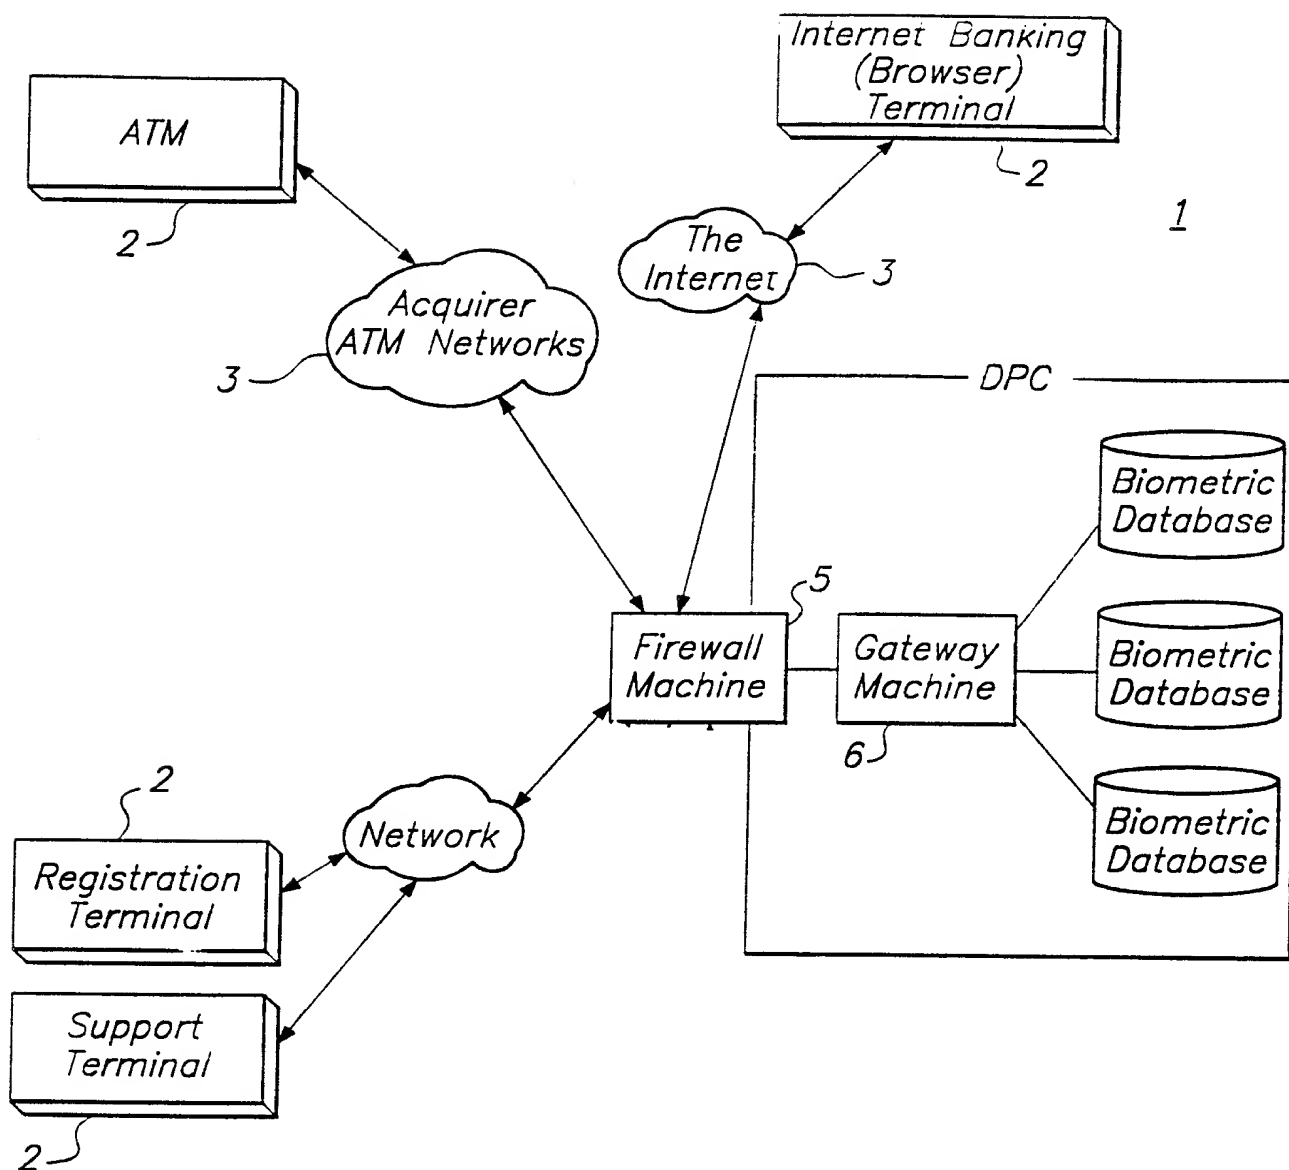 Internet Banking
(Browser)
Terminal
2
ATM
2
1
The
Internet
3
Acquirer
ATM Networks
3
DPC
Biometric
Database
5
Firewall
Machine
Gateway
Machine
6
Biometric
Database
Biometric
Database
2
Network
Registration
Terminal
Support
Terminal
2